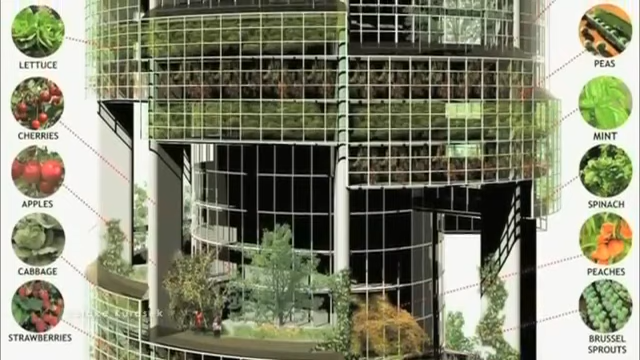 LETTUCE
CHERRIES
APPLES
CABBAGE
STRAWBERRIES
PEAS
MINT
SPINACH
PEACHES
BRUSSEL
SPROUTS